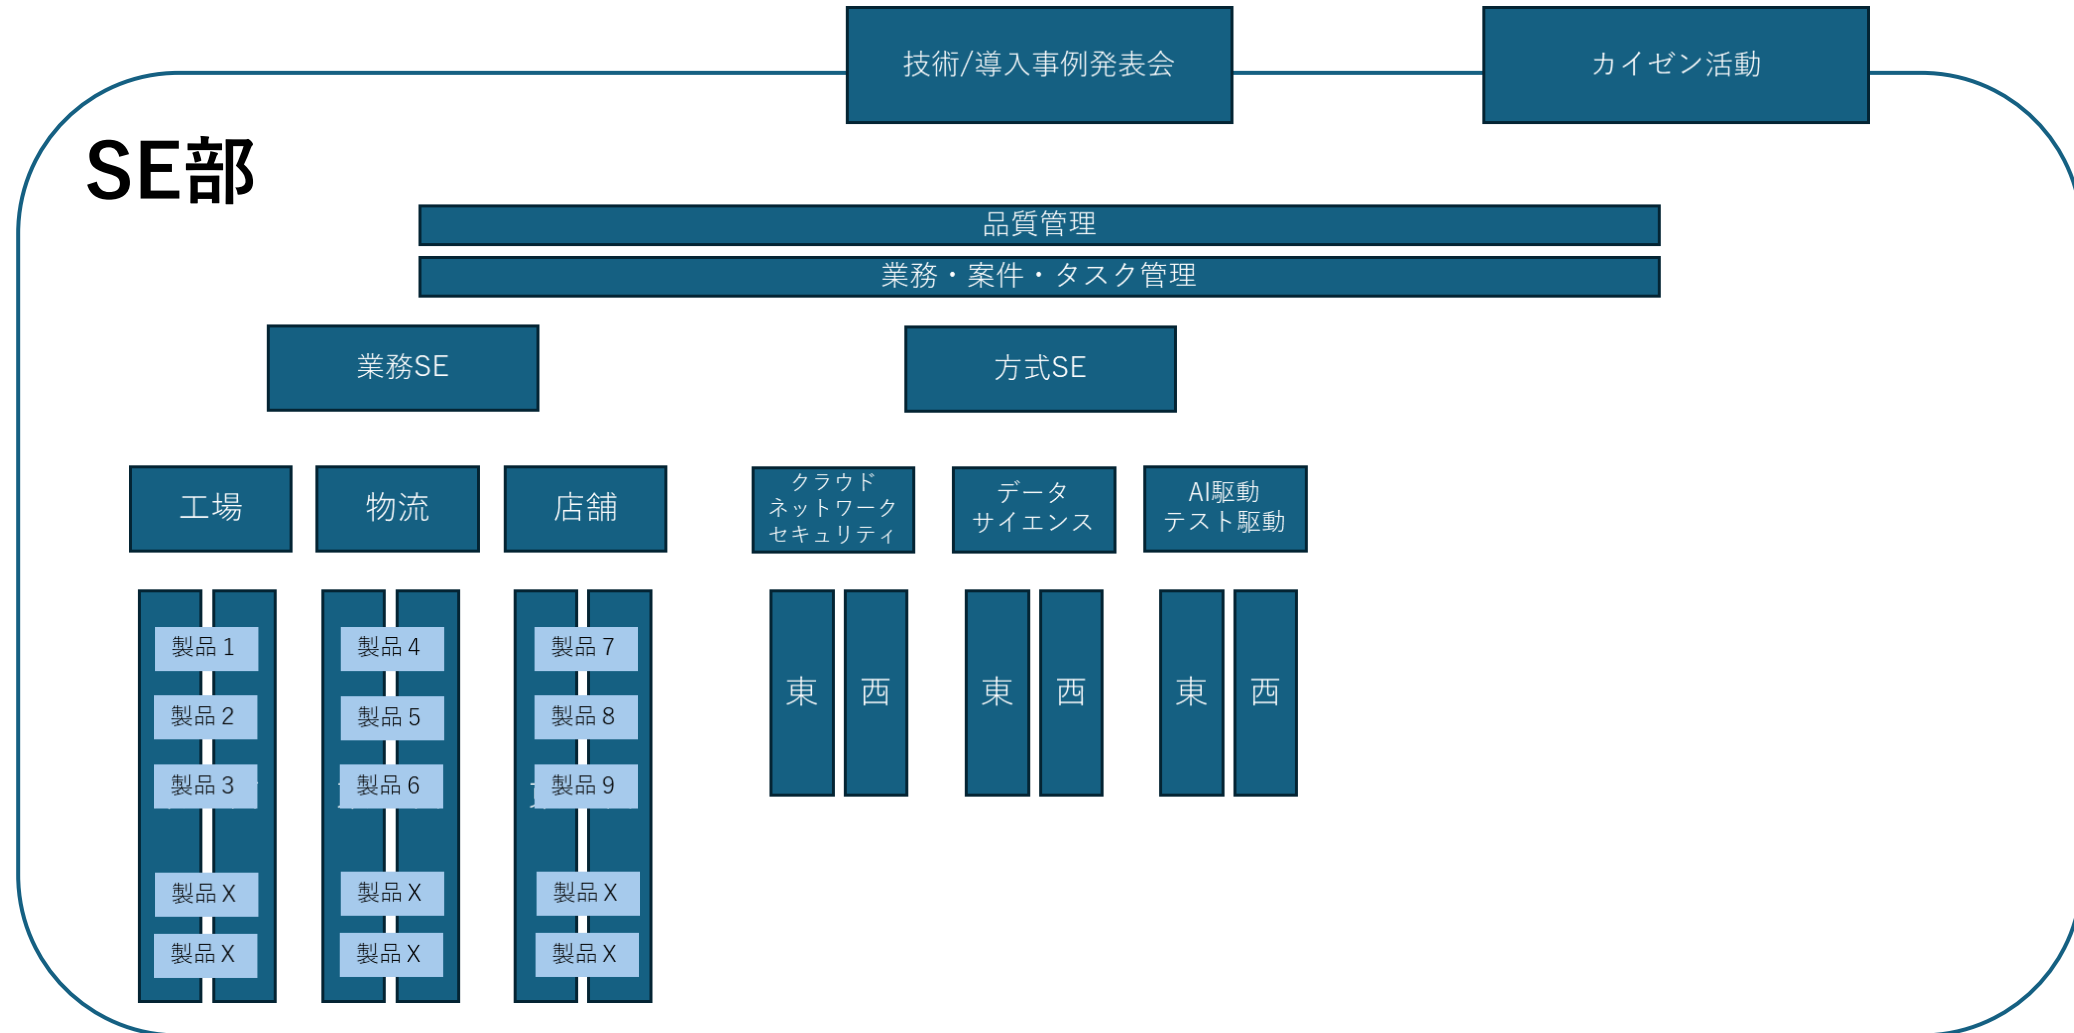 技術/導入事例発表会
カイゼン活動
SE部
品質管理
業務・案件・タスク管理
業務SE
方式SE
工場
物流
店舗
クラウド
ネットワーク
セキュリティ
データ
サイエンス
AI駆動
テスト駆動
製品1
製品4
製品7
製品2
製品5
製品8
東
西
東
西
東
西
製品3
製品6
製品9
製品X
製品X
製品X
製品X
製品X
製品X